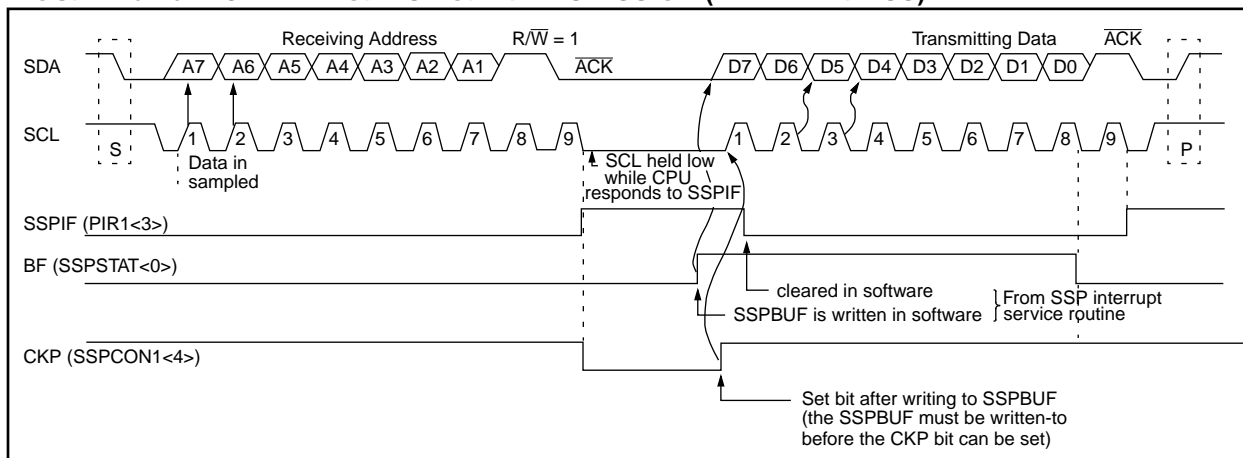 Receiving Address R/W = 1 Transmitting Data ACK
SDA A7 A6 A5 A4 A3 A2 A1 ACK D7 D6 D5 D4 D3 D2 D1 D0
SCL S 1 2 3 4 5 6 7 8 9 1 2 3 4 5 6 7 8 9 P
Data in
sampled
SCL held low
while CPU
responds to SSPIF
SSPIF (PIR1<3>)
BF (SSPSTAT<0>)
cleared in software
SSPBUF is written in software
From SSP interrupt
service routine
CKP (SSPCON1<4>)
Set bit after writing to SSPBUF
(the SSPBUF must be written-to
before the CKP bit can be set)